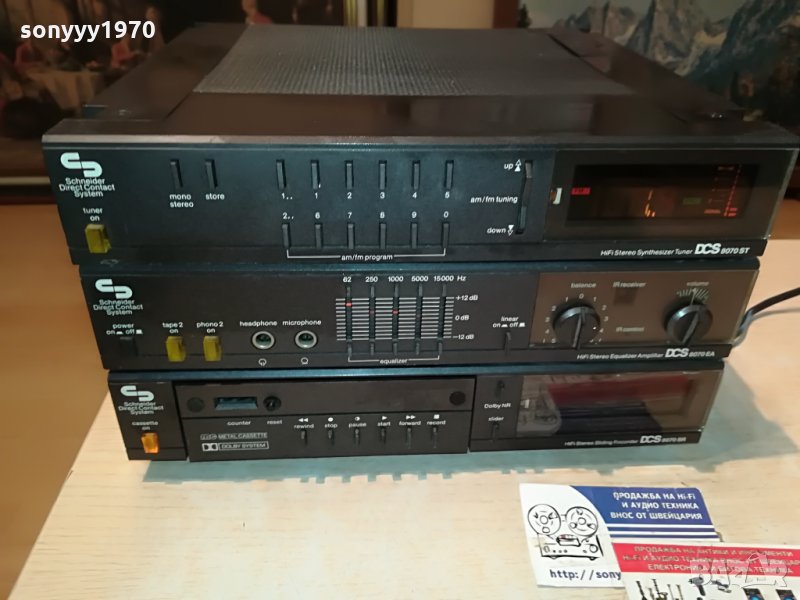 sonyyy1970
Schneider
Direct Contact
System
tuner
on
mono
stereo
store
1.. 1 2 3 4 5
2.. 6 7 8 9 0
am/fm program
up
am/fm tuning
down
FM
HiFi Stereo Synthesizer Tuner DCS 8070 ST
Schneider
Direct Contact
System
power
on off
tape 2
on
phono 2
on
headphone
microphone
62 250 1000 5000 15000 Hz
+12 dB
0 dB
-12 dB
equalizer
linear
on off
balance
IR receiver
IR control
volume
HiFi Stereo Equalizer Amplifier DCS 8070 EA
Schneider
Direct Contact
System
cassette
on
counter
reset
rewind stop pause start forward record
METAL CASSETTE
DOLBY SYSTEM
Dolby NR
slider
HiFi Stereo Sliding Recorder DCS 8070 SR
ПРОДАЖБА НА Hi-Fi
И АУДИО ТЕХНИКА
ВНОС ОТ ШВЕЙЦАРИЯ
http://sony
ПРОДАЖБА НА АНТИКИ И ИНСТРУМЕНТИ